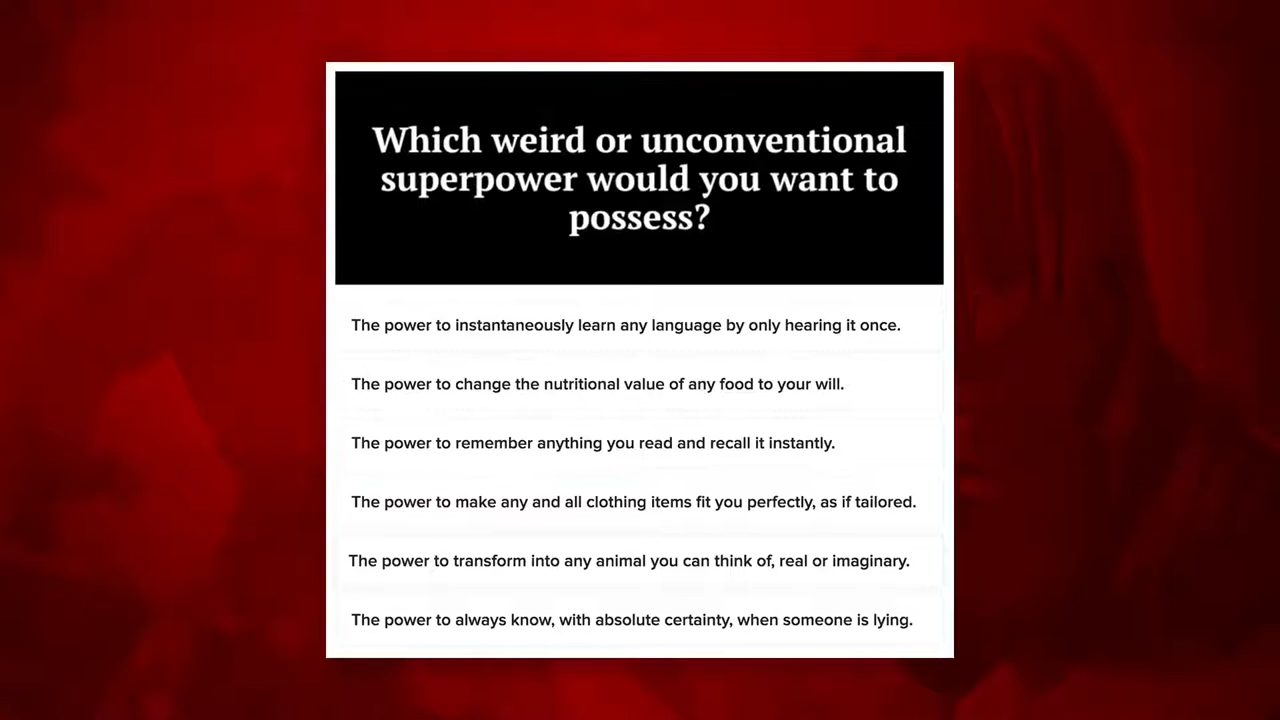 Which weird or unconventional
superpower would you want to
possess?
The power to instantaneously learn any language by only hearing it once.
The power to change the nutritional value of any food to your will.
The power to remember anything you read and recall it instantly.
The power to make any and all clothing items fit you perfectly, as if tailored.
The power to transform into any animal you can think of, real or imaginary.
The power to always know, with absolute certainty, when someone is lying.